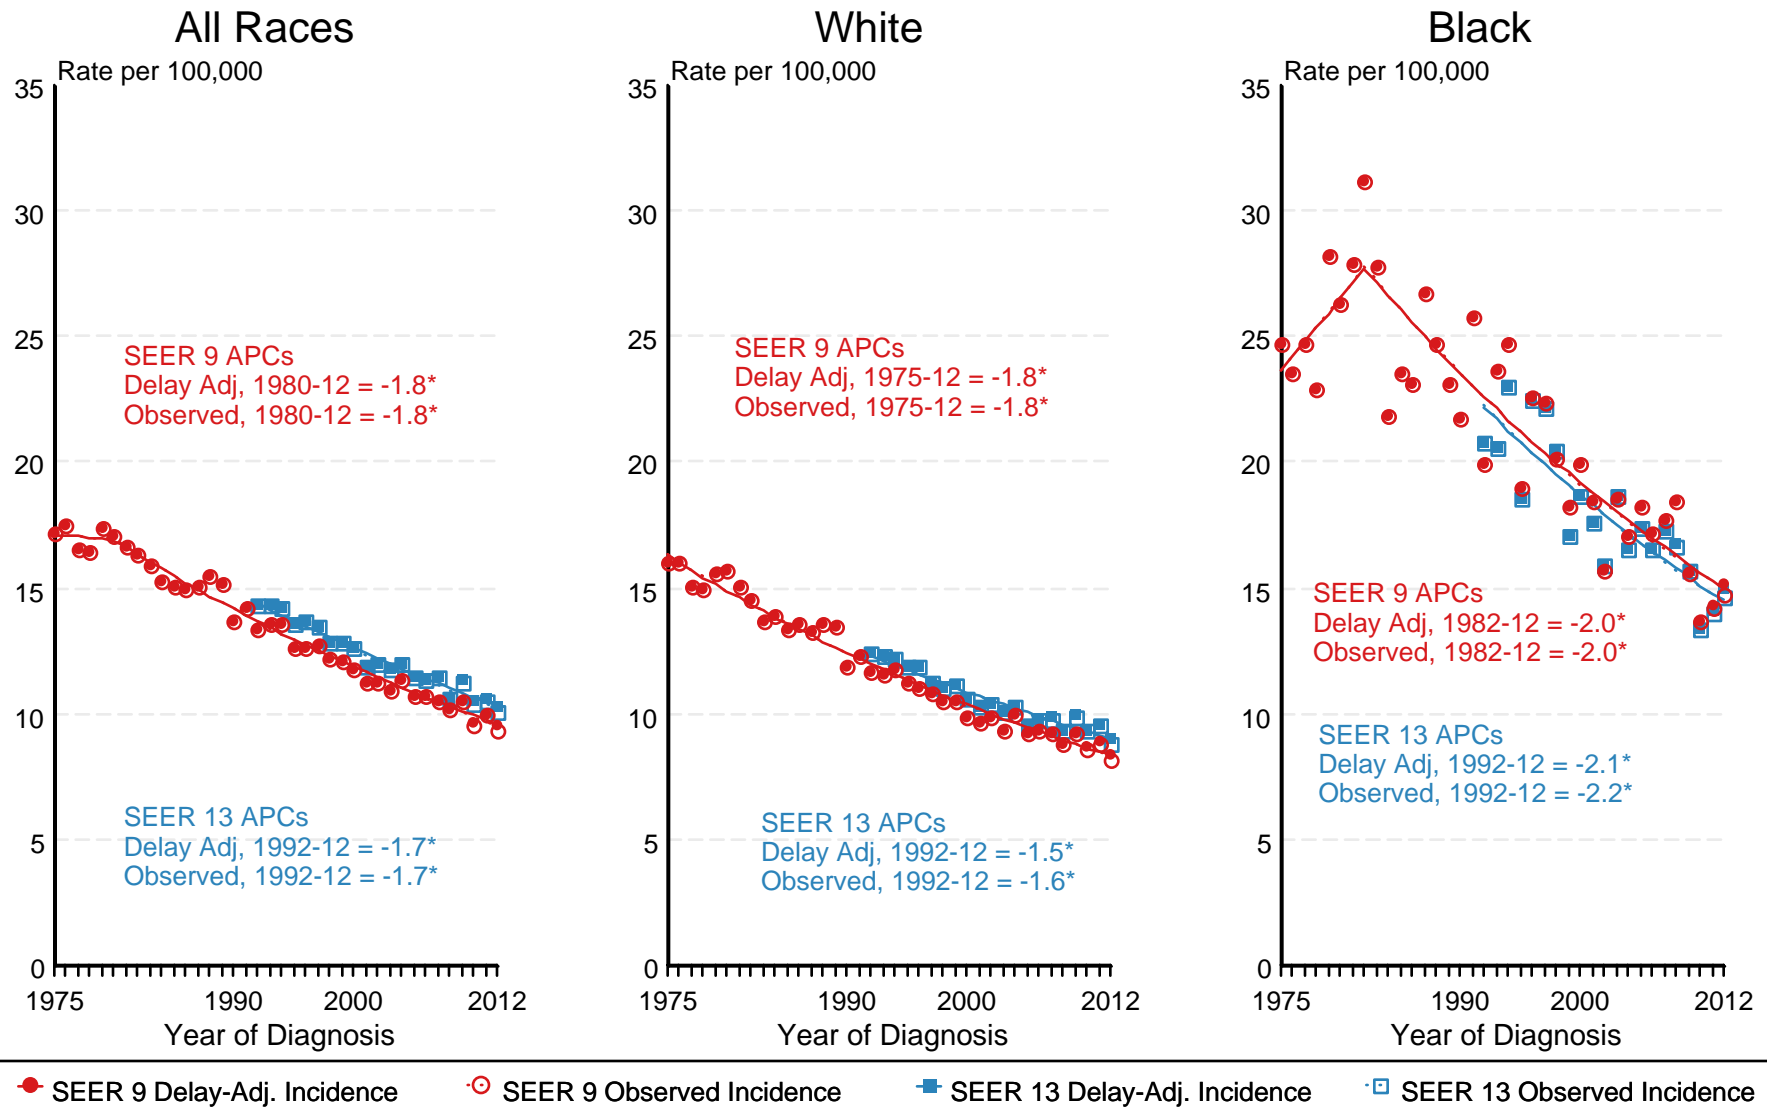 All Races
Rate per 100,000
35
30
25
20
15
10
5
0
SEER 9 APCs
Delay Adj, 1980-12 = -1.8*
Observed, 1980-12 = -1.8*
SEER 13 APCs
Delay Adj, 1992-12 = -1.7*
Observed, 1992-12 = -1.7*
1975 1990 2000 2012
Year of Diagnosis
White
Rate per 100,000
35
30
25
20
15
10
5
0
SEER 9 APCs
Delay Adj, 1975-12 = -1.8*
Observed, 1975-12 = -1.8*
SEER 13 APCs
Delay Adj, 1992-12 = -1.5*
Observed, 1992-12 = -1.6*
1975 1990 2000 2012
Year of Diagnosis
Black
Rate per 100,000
35
30
25
20
15
10
5
0
SEER 9 APCs
Delay Adj, 1982-12 = -2.0*
Observed, 1982-12 = -2.0*
SEER 13 APCs
Delay Adj, 1992-12 = -2.1*
Observed, 1992-12 = -2.2*
1975 1990 2000 2012
Year of Diagnosis
SEER 9 Delay-Adj. Incidence
SEER 9 Observed Incidence
SEER 13 Delay-Adj. Incidence
SEER 13 Observed Incidence